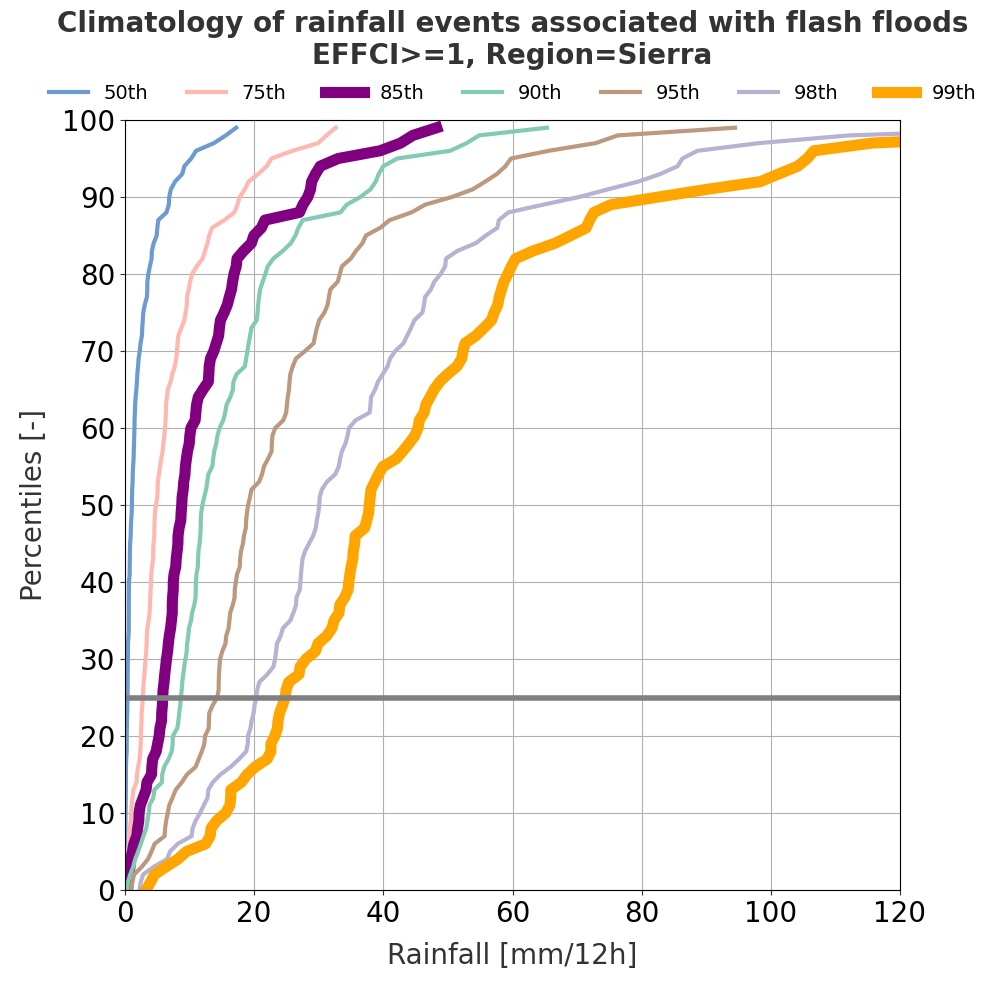 Climatology of rainfall events associated with flash floods
EFFCI>=1, Region=Sierra
50th 75th 85th 90th 95th 98th 99th
100
90
80
70
60
50
40
30
20
10
0
Percentiles [-]
0 20 40 60 80 100 120
Rainfall [mm/12h]